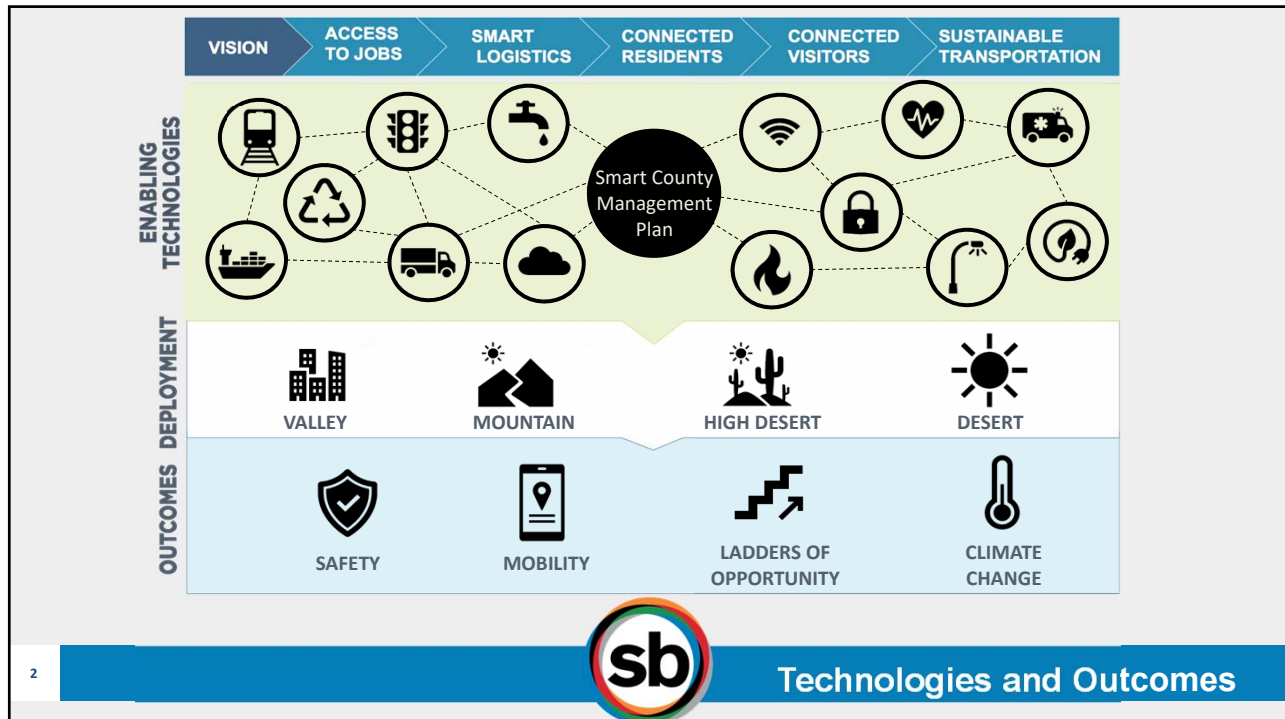 VISION
ACCESS
TO JOBS
SMART
LOGISTICS
CONNECTED
RESIDENTS
CONNECTED
VISITORS
SUSTAINABLE
TRANSPORTATION
ENABLING
TECHNOLOGIES
Smart County
Management
Plan
DEPLOYMENT
VALLEY
MOUNTAIN
HIGH DESERT
DESERT
OUTCOMES
SAFETY
MOBILITY
LADDERS OF
OPPORTUNITY
CLIMATE
CHANGE
2
sb
Technologies and Outcomes